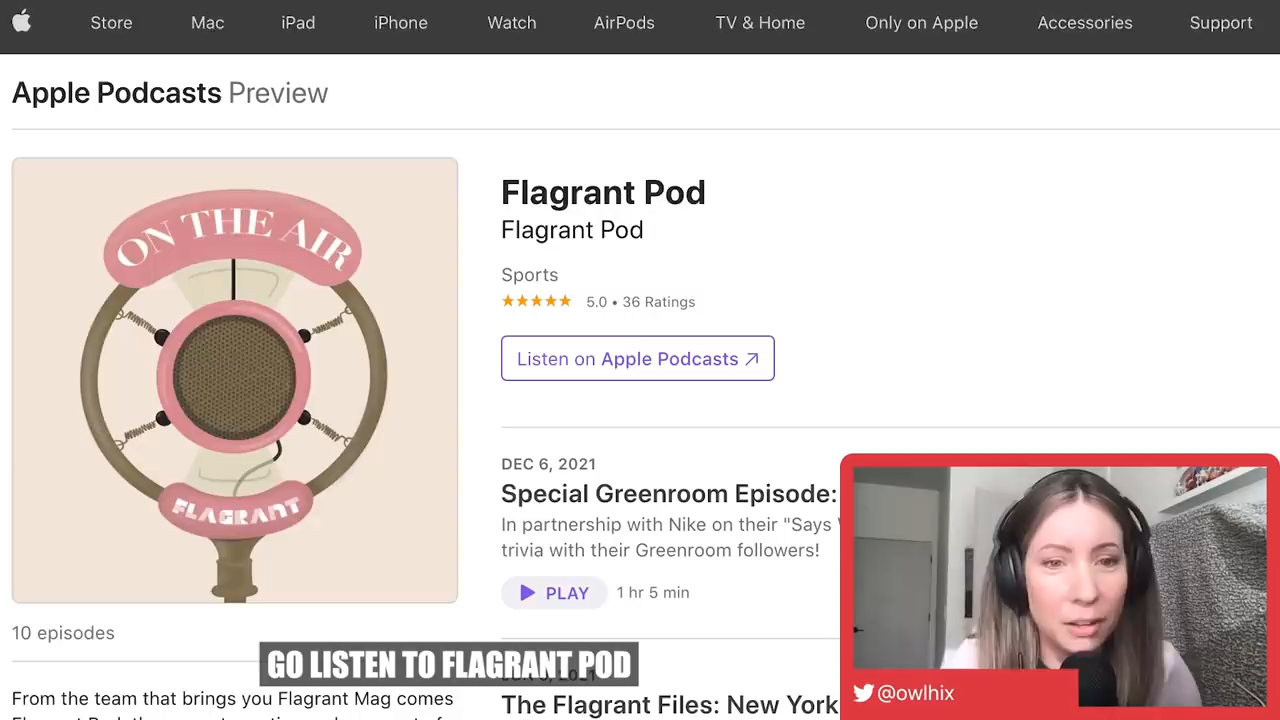 Store Mac iPad iPhone Watch AirPods TV & Home Only on Apple Accessories Support
Apple Podcasts Preview
ON THE AIR
FLAGRANT
Flagrant Pod
Flagrant Pod
Sports
★★★★★ 5.0 • 36 Ratings
Listen on Apple Podcasts ↗
DEC 6, 2021
Special Greenroom Episode:
In partnership with Nike on their "Says
trivia with their Greenroom followers!
PLAY 1 hr 5 min
10 episodes
GO LISTEN TO FLAGRANT POD
2021
The Flagrant Files: New York
From the team that brings you Flagrant Mag comes
@owlhix